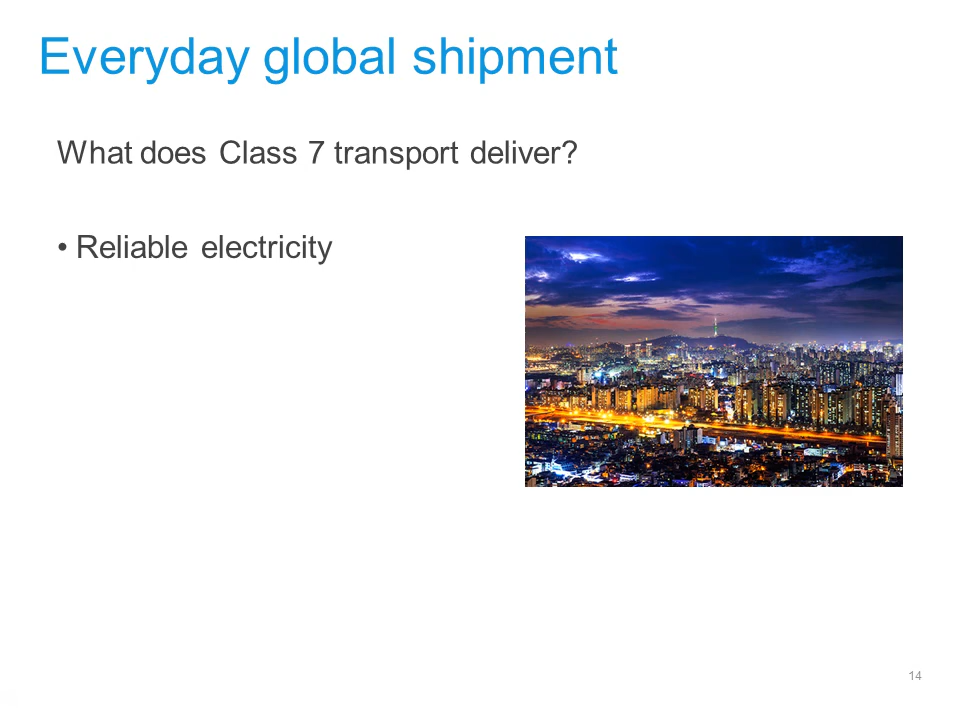 Everyday global shipment
What does Class 7 transport deliver?
• Reliable electricity
14